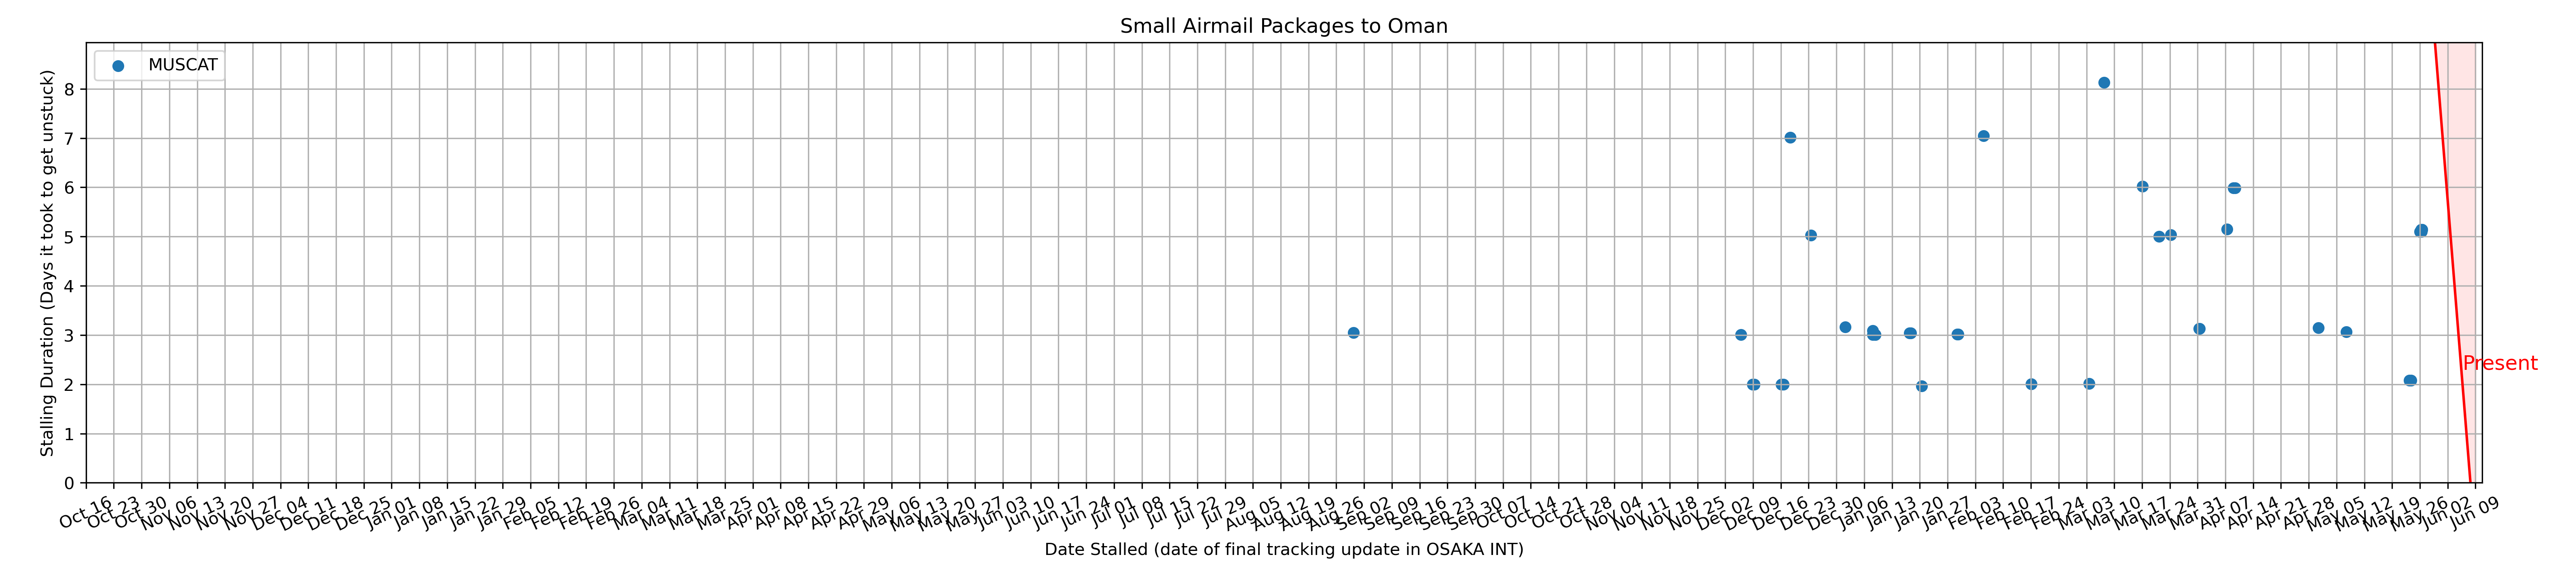 Small Airmail Packages to Oman
MUSCAT
Stalling Duration (Days it took to get unstuck)
8
7
6
5
4
3
2
1
0
Present
Oct 16
Oct 23
Oct 30
Nov 06
Nov 13
Nov 20
Nov 27
Dec 04
Dec 11
Dec 18
Dec 25
Jan 01
Jan 08
Jan 15
Jan 22
Jan 29
Feb 05
Feb 12
Feb 19
Feb 26
Mar 04
Mar 11
Mar 18
Mar 25
Apr 01
Apr 08
Apr 15
Apr 22
Apr 29
May 06
May 13
May 20
May 27
Jun 03
Jun 10
Jun 17
Jun 24
Jul 01
Jul 08
Jul 15
Jul 22
Jul 29
Aug 05
Aug 12
Aug 19
Aug 26
Sep 02
Sep 09
Sep 16
Sep 23
Sep 30
Oct 07
Oct 14
Oct 21
Oct 28
Nov 04
Nov 11
Nov 18
Nov 25
Dec 02
Dec 09
Dec 16
Dec 23
Dec 30
Jan 06
Jan 13
Jan 20
Jan 27
Feb 03
Feb 10
Feb 17
Feb 24
Mar 03
Mar 10
Mar 17
Mar 24
Mar 31
Apr 07
Apr 14
Apr 21
Apr 28
May 05
May 12
May 19
May 26
Jun 02
Jun 09
Date Stalled (date of final tracking update in OSAKA INT)